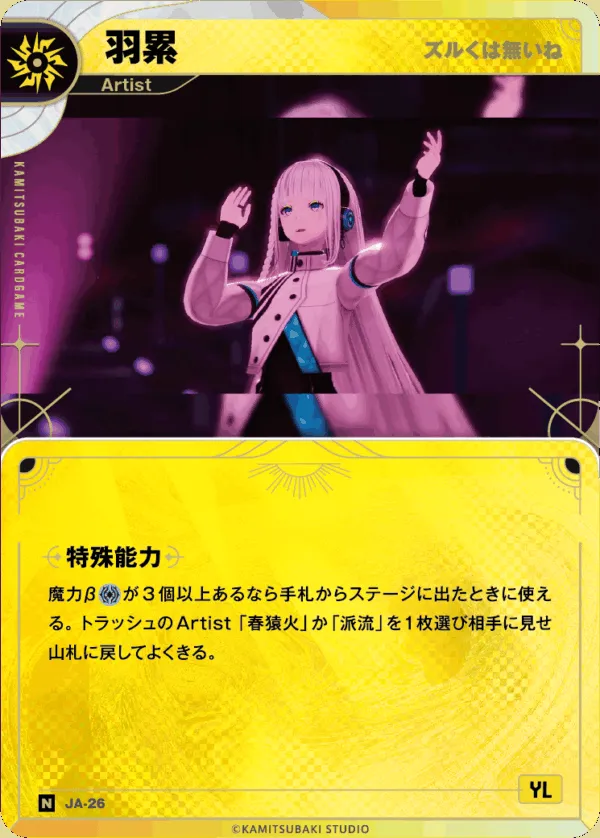 羽累
ズルくは無いね
Artist
KAMITSUBAKI CARDGAME
特殊能力
魔力βが3個以上あるなら手札からステージに出たときに使え
る。トラッシュのArtist「春猿火」か「派流」を1枚選び相手に見せ
山札に戻してよくきる。
N JA-26
YL
©KAMITSUBAKI STUDIO